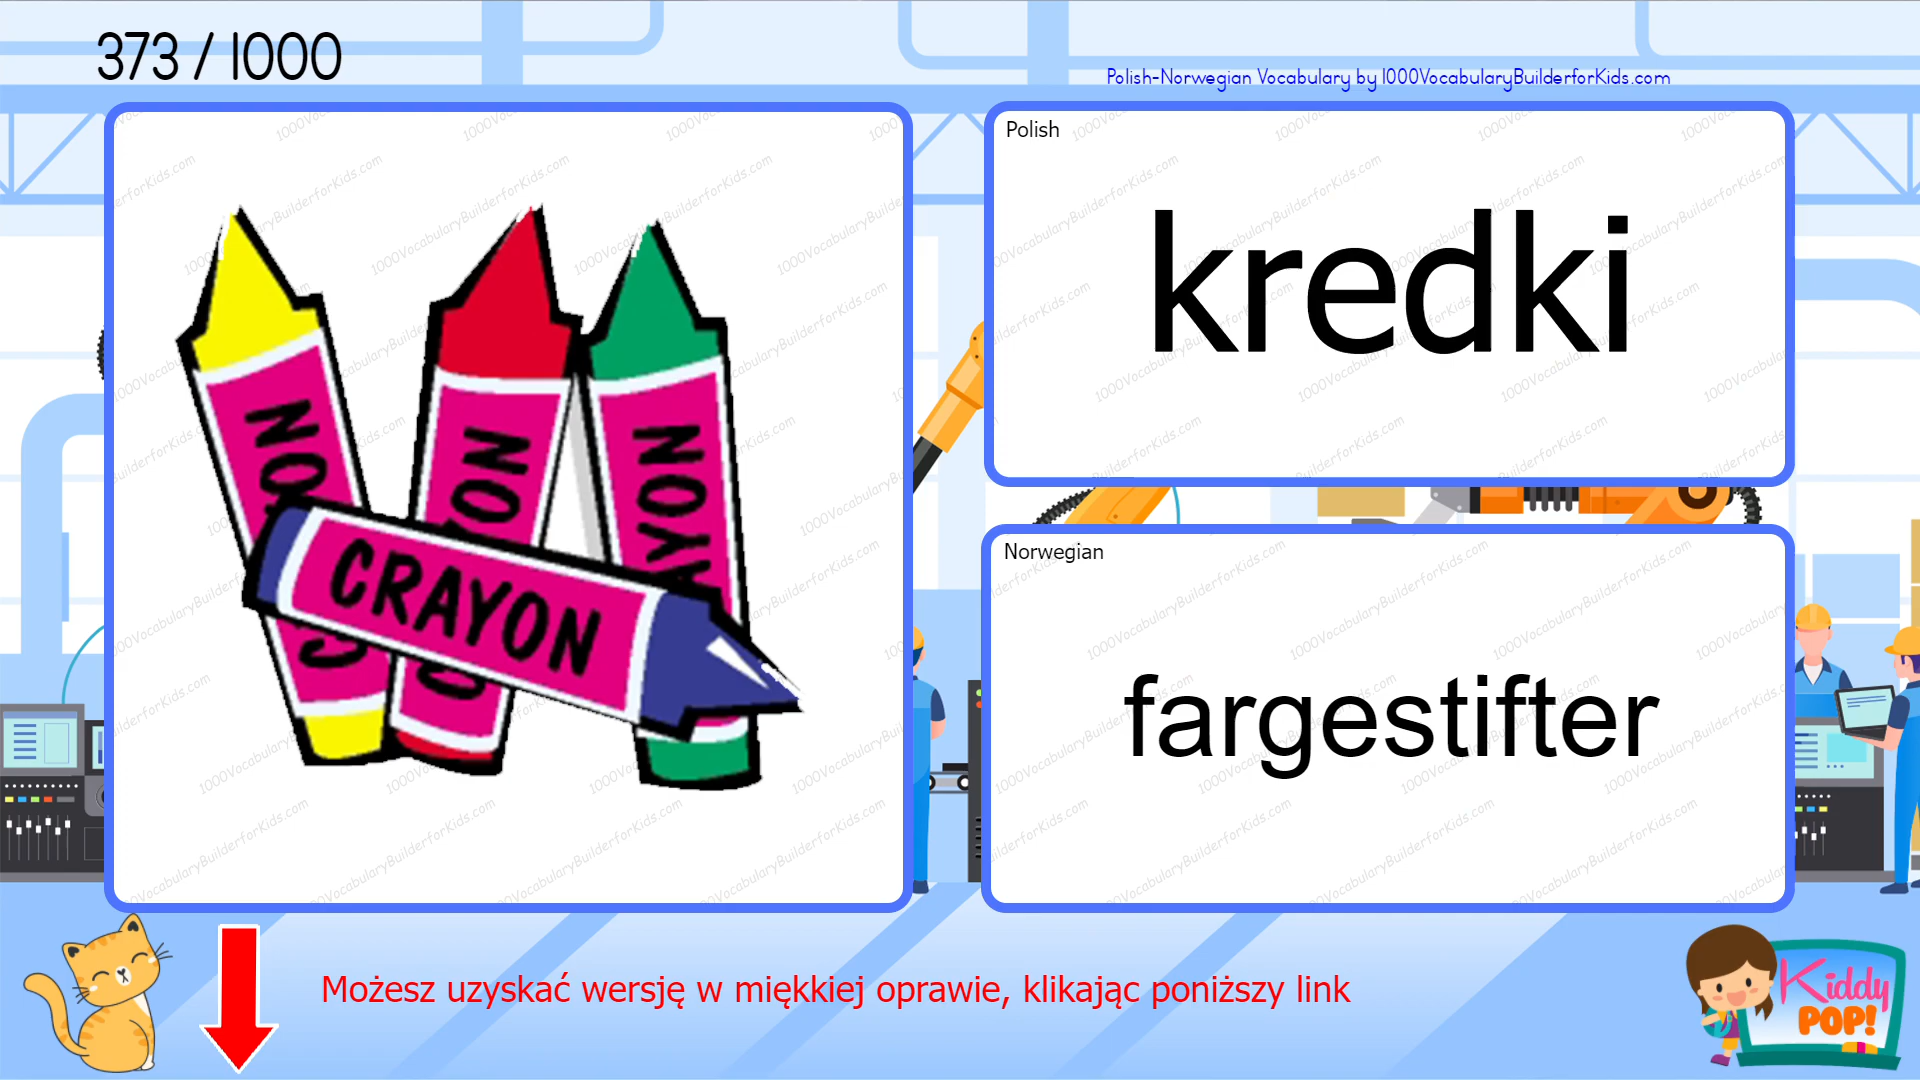 373 / 1000
Polish-Norwegian Vocabulary by 1000VocabularyBuilderforKids.com
Polish
kredki
Norwegian
fargestifter
CRAYON
Możesz uzyskać wersję w miękkiej oprawie, klikając poniższy link
Kiddy
POP!